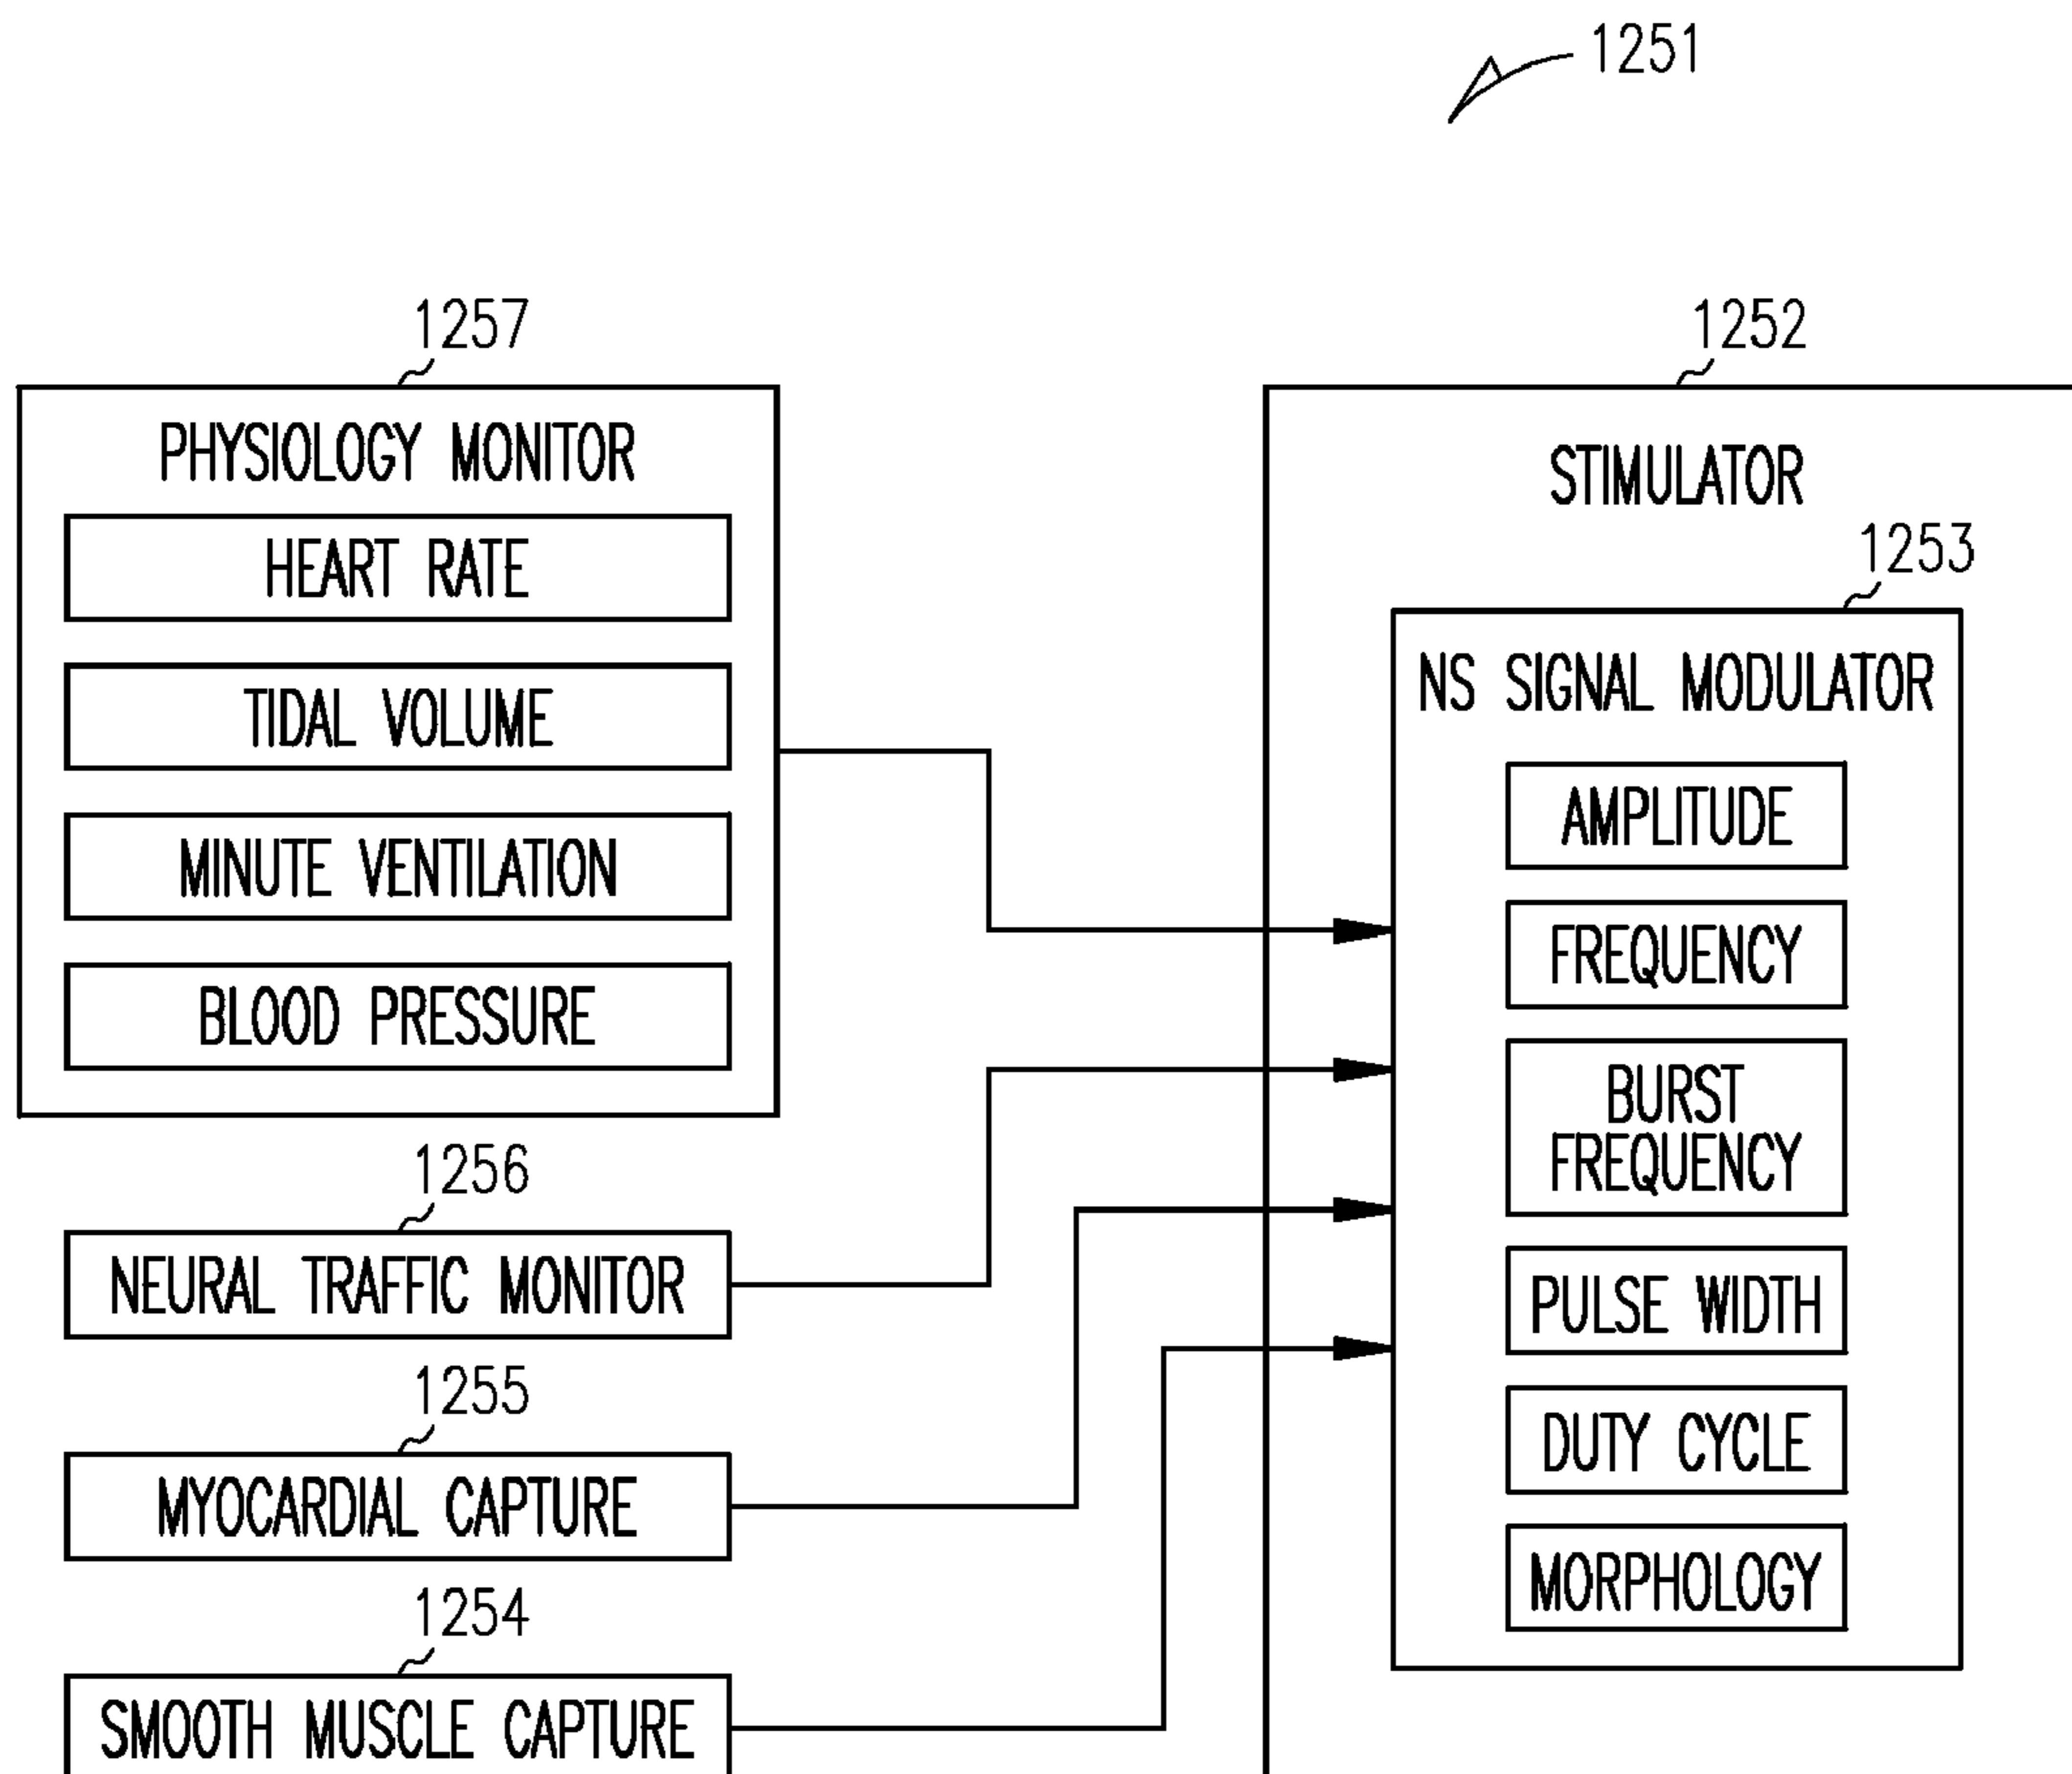 1251
1257
PHYSIOLOGY MONITOR
HEART RATE
TIDAL VOLUME
MINUTE VENTILATION
BLOOD PRESSURE
1256
NEURAL TRAFFIC MONITOR
1255
MYOCARDIAL CAPTURE
1254
SMOOTH MUSCLE CAPTURE
1252
STIMULATOR
1253
NS SIGNAL MODULATOR
AMPLITUDE
FREQUENCY
BURST
FREQUENCY
PULSE WIDTH
DUTY CYCLE
MORPHOLOGY